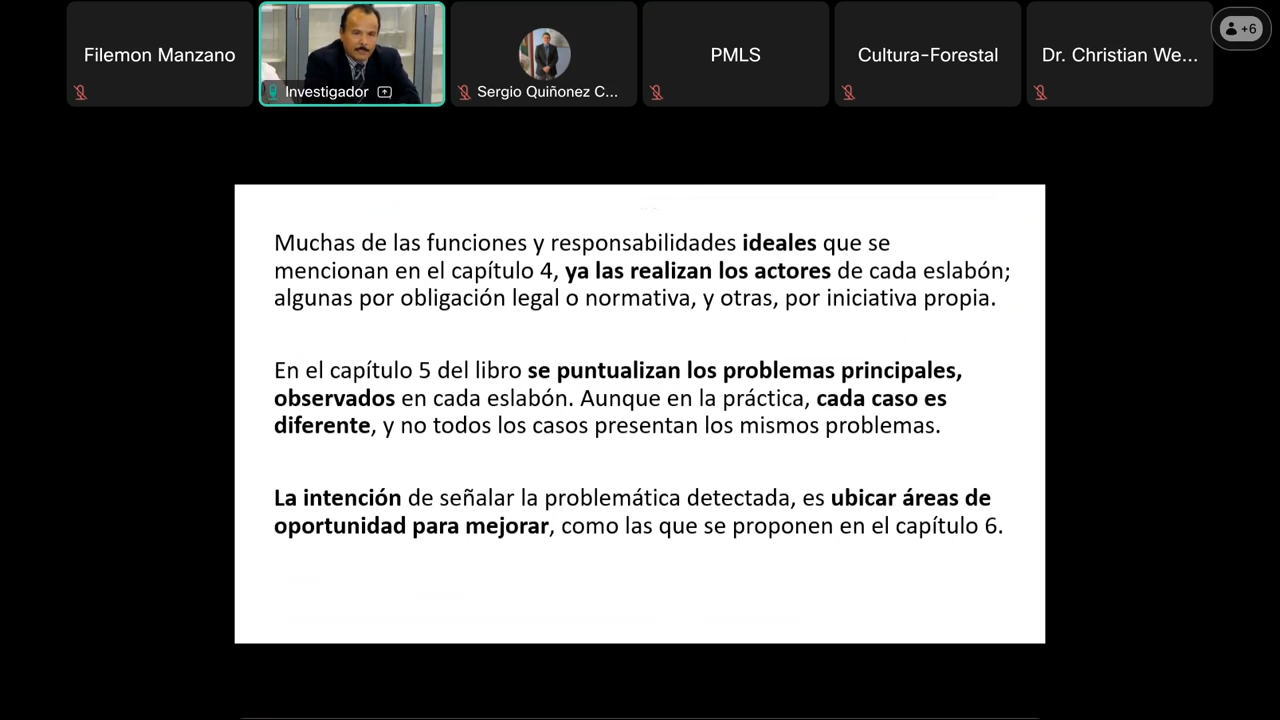 Filemon Manzano
Investigador
Sergio Quiñonez C...
PMLS
Cultura-Forestal
Dr. Christian We...
+6
Muchas de las funciones y responsabilidades ideales que se
mencionan en el capítulo 4, ya las realizan los actores de cada eslabón;
algunas por obligación legal o normativa, y otras, por iniciativa propia.
En el capítulo 5 del libro se puntualizan los problemas principales,
observados en cada eslabón. Aunque en la práctica, cada caso es
diferente, y no todos los casos presentan los mismos problemas.
La intención de señalar la problemática detectada, es ubicar áreas de
oportunidad para mejorar, como las que se proponen en el capítulo 6.